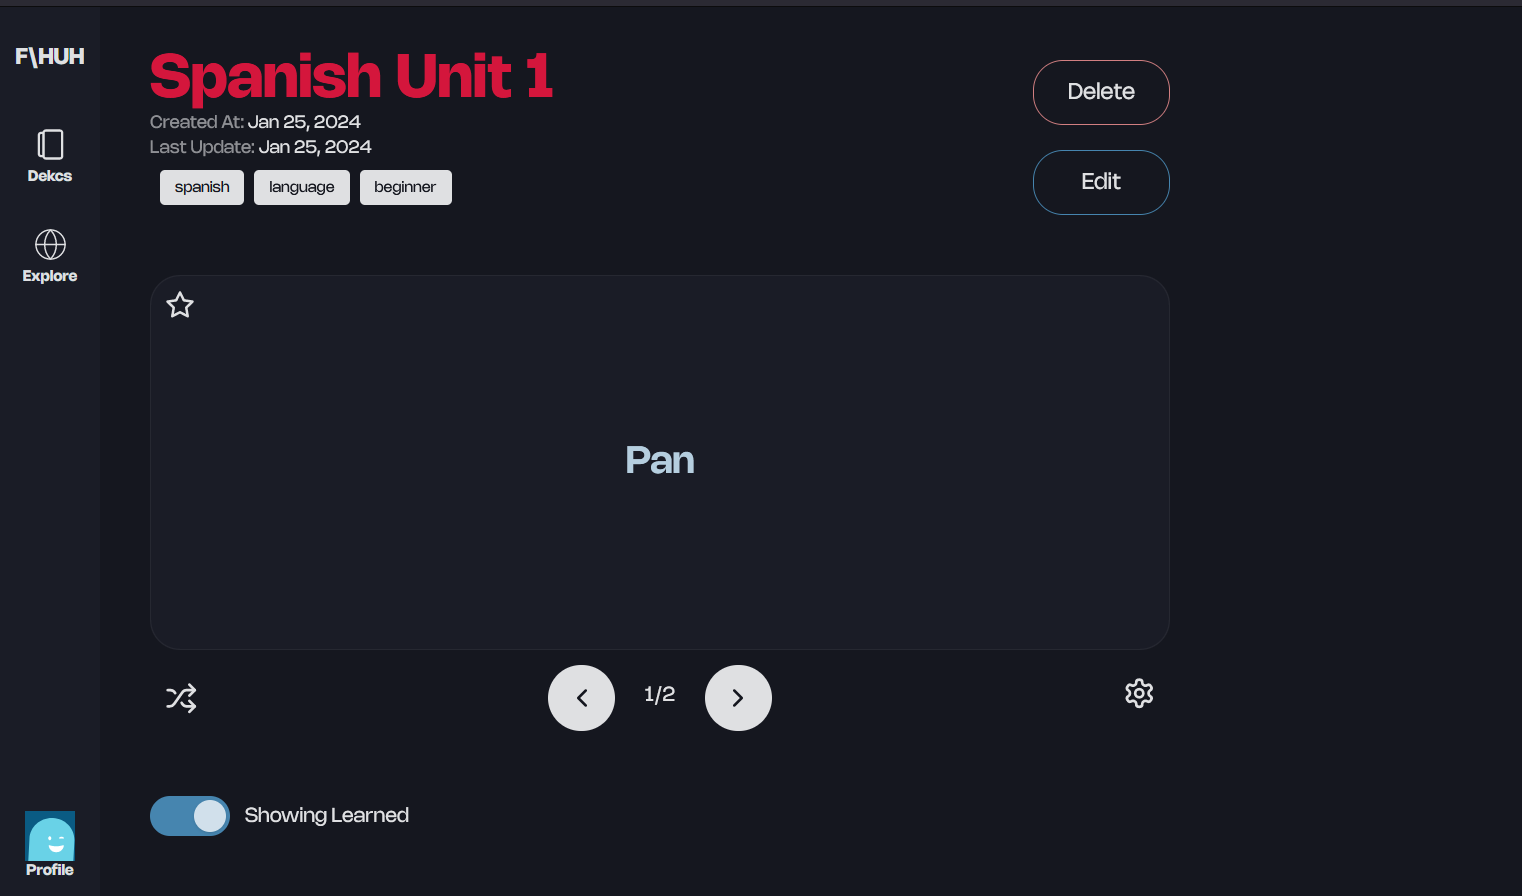 F\HUH
Dekcs
Explore
Profile
Spanish Unit 1
Created At: Jan 25, 2024
Last Update: Jan 25, 2024
spanish language beginner
Delete
Edit
Pan
1/2
Showing Learned